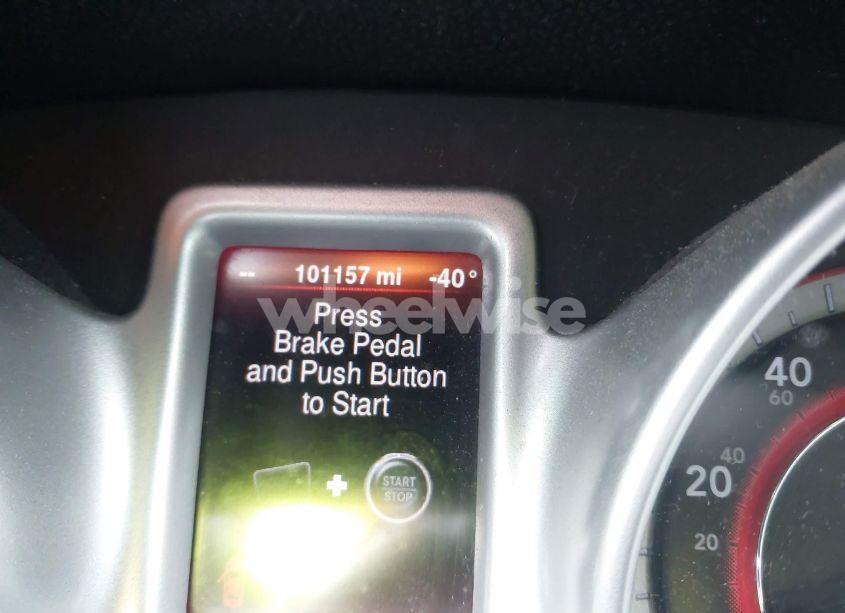 -- 101157 mi -40°
wheelwise
Press
Brake Pedal
and Push Button
to Start
+ START
STOP
40
60
40
20
20